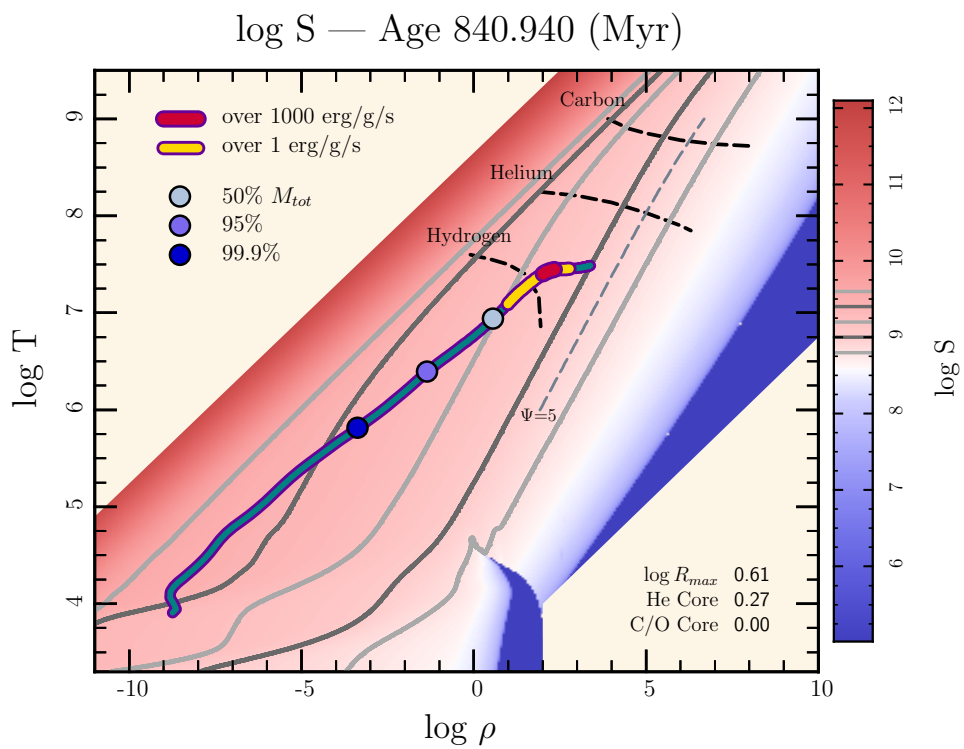 log S — Age 840.940 (Myr)
over 1000 erg/g/s
over 1 erg/g/s
50% M_tot
95%
99.9%
Carbon
Helium
Hydrogen
Ψ=5
log R_max 0.61
He Core 0.27
C/O Core 0.00
log T
9
8
7
6
5
4
-10
-5
0
5
10
log ρ
12
11
10
9
8
7
6
log S